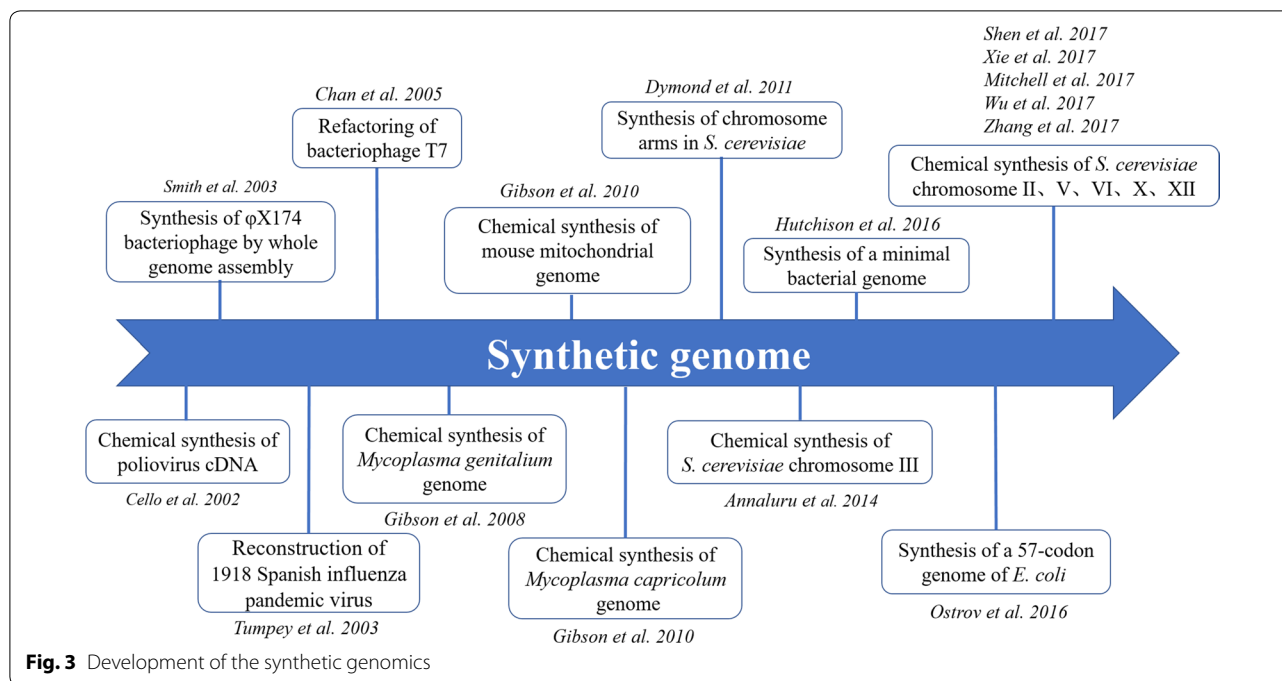 Smith et al. 2003
Synthesis of φX174
bacteriophage by whole
genome assembly
Chan et al. 2005
Refactoring of
bacteriophage T7
Gibson et al. 2010
Chemical synthesis of
mouse mitochondrial
genome
Dymond et al. 2011
Synthesis of chromosome
arms in S. cerevisiae
Hutchison et al. 2016
Synthesis of a minimal
bacterial genome
Shen et al. 2017
Xie et al. 2017
Mitchell et al. 2017
Wu et al. 2017
Zhang et al. 2017
Chemical synthesis of S. cerevisiae
chromosome II、V、VI、X、XII
Synthetic genome
Chemical synthesis of
poliovirus cDNA
Cello et al. 2002
Reconstruction of
1918 Spanish influenza
pandemic virus
Tumpey et al. 2003
Chemical synthesis of
Mycoplasma genitalium
genome
Gibson et al. 2008
Chemical synthesis of
Mycoplasma capricolum
genome
Gibson et al. 2010
Chemical synthesis of
S. cerevisiae chromosome III
Annaluru et al. 2014
Synthesis of a 57-codon
genome of E. coli
Ostrov et al. 2016
Fig. 3 Development of the synthetic genomics